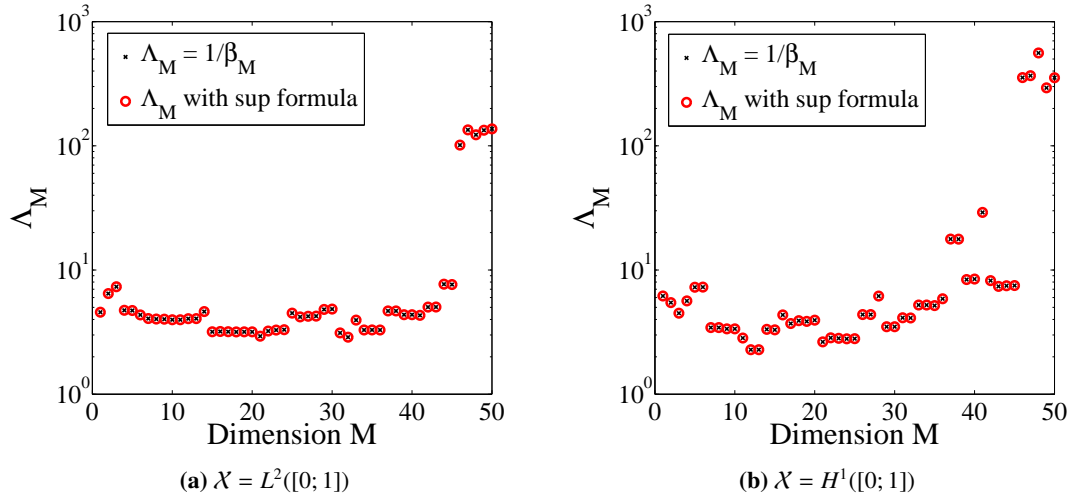 10³
10²
10¹
10⁰
Λ_M
Λ_M = 1/β_M
Λ_M with sup formula
0 10 20 30 40 50
Dimension M
(a) 𝒳 = L²([0; 1])
10³
10²
10¹
10⁰
Λ_M
Λ_M = 1/β_M
Λ_M with sup formula
0 10 20 30 40 50
Dimension M
(b) 𝒳 = H¹([0; 1])